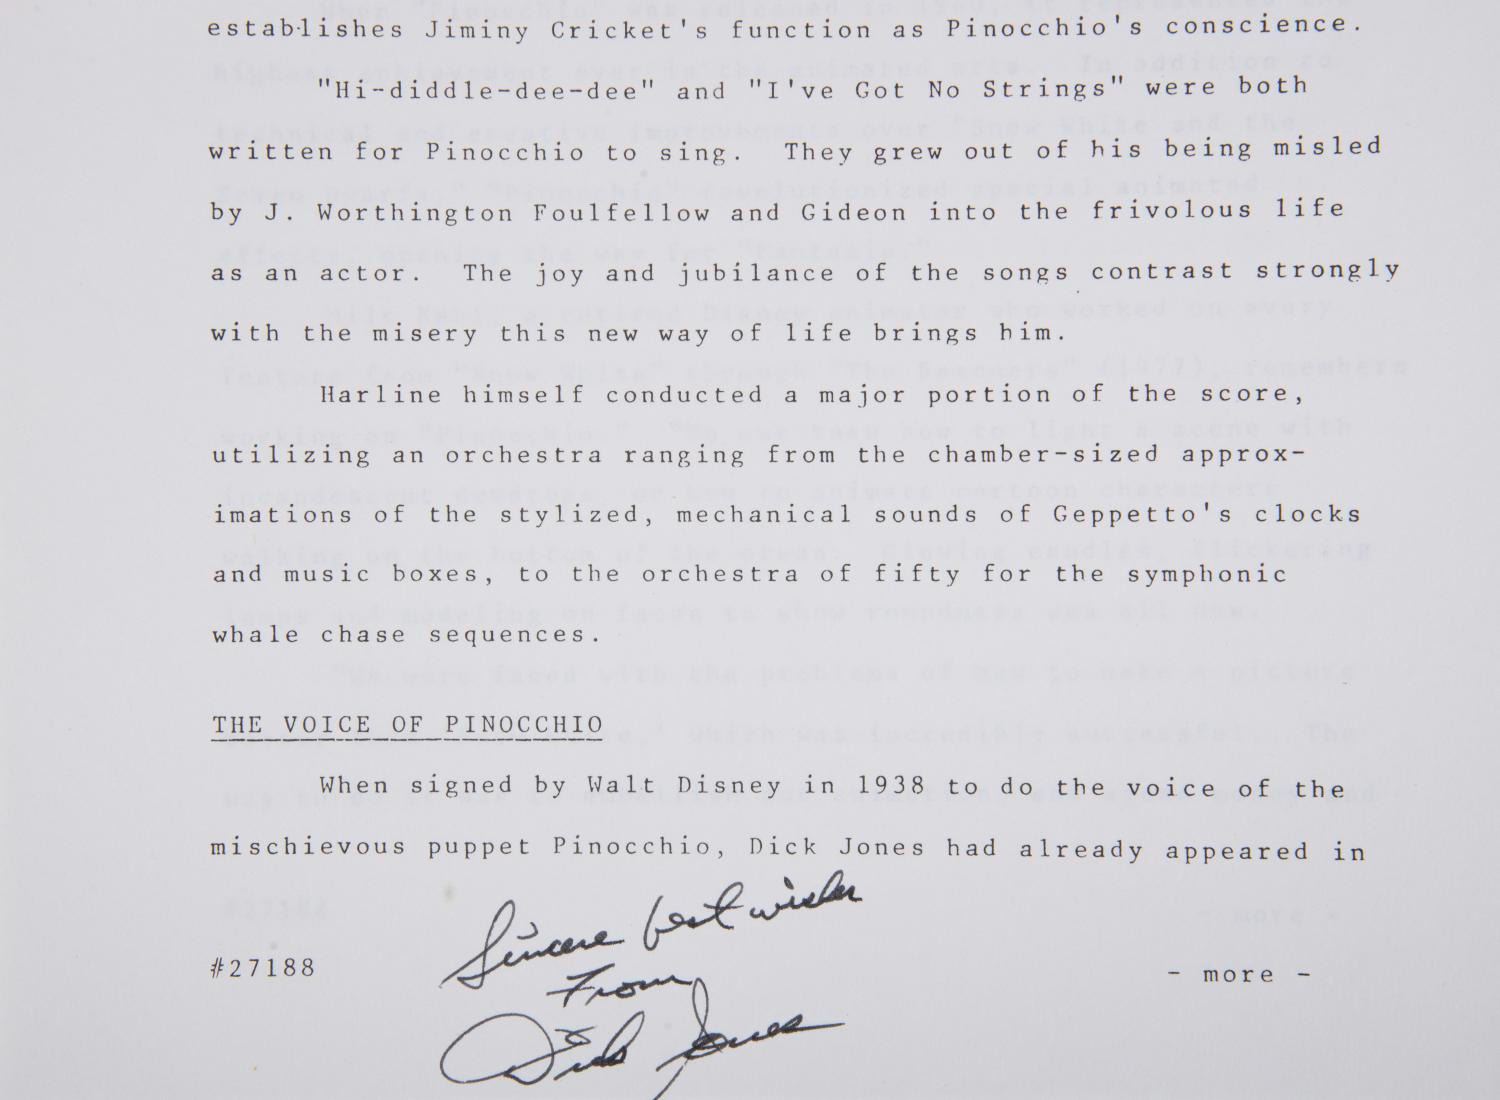 establishes Jiminy Cricket's function as Pinocchio's conscience.
"Hi-diddle-dee-dee" and "I've Got No Strings" were both
written for Pinocchio to sing. They grew out of his being misled
by J. Worthington Foulfellow and Gideon into the frivolous life
as an actor. The joy and jubilance of the songs contrast strongly
with the misery this new way of life brings him.
Harline himself conducted a major portion of the score,
utilizing an orchestra ranging from the chamber-sized approx-
imations of the stylized, mechanical sounds of Geppetto's clocks
and music boxes, to the orchestra of fifty for the symphonic
whale chase sequences.
THE VOICE OF PINOCCHIO
When signed by Walt Disney in 1938 to do the voice of the
mischievous puppet Pinocchio, Dick Jones had already appeared in
Sincere best wishes
From
Dick Jones
#27188
- more -